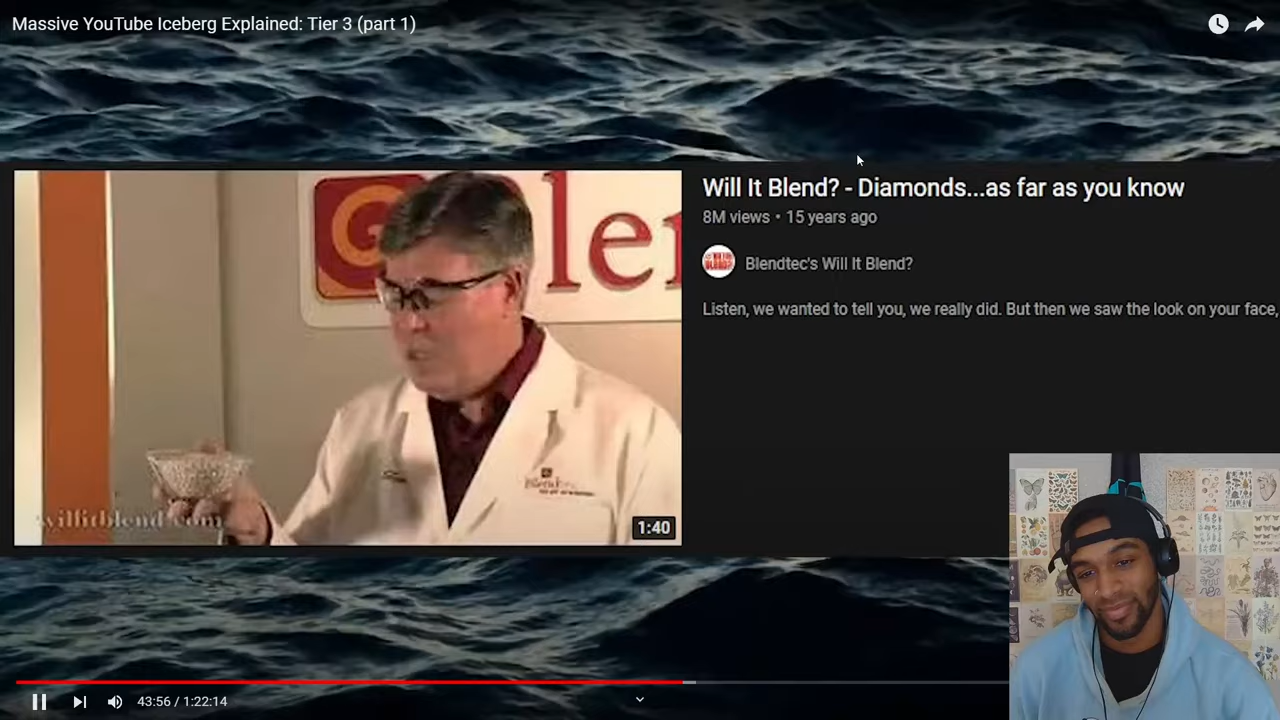 Massive YouTube Iceberg Explained: Tier 3 (part 1)
Will It Blend? - Diamonds...as far as you know
8M views • 15 years ago
Blendtec's Will It Blend?
Listen, we wanted to tell you, we really did. But then we saw the look on your face,
willitblend.com
1:40
43:56 / 1:22:14